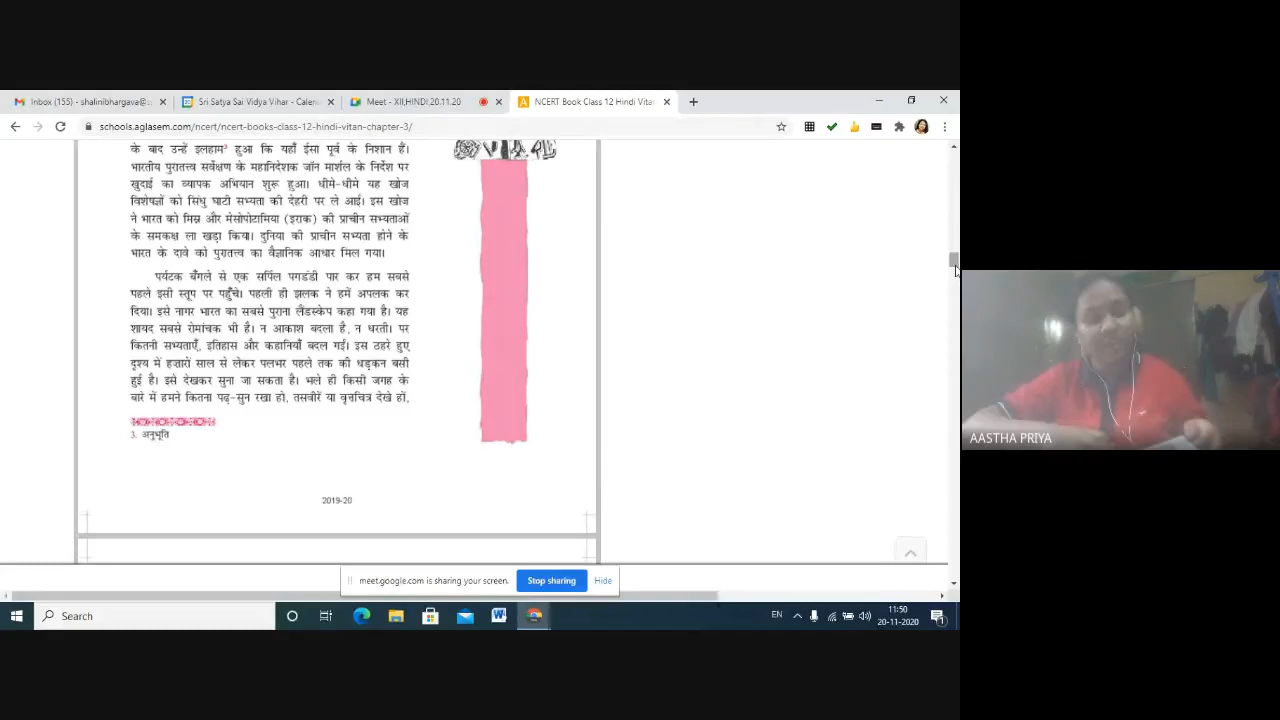 Inbox (155) - shalinibhargava@s
Sri Satya Sai Vidya Vihar - Calen
Meet - XII,HINDI,20.11.20
NCERT Book Class 12 Hindi Vitan
schools.aglasem.com/ncert/ncert-books-class-12-hindi-vitan-chapter-3/
के बाद उन्हें इलहाम³ हुआ कि यहाँ ईसा पूर्व के निशान हैं।
भारतीय पुरातत्त्व सर्वेक्षण के महानिदेशक जॉन मार्शल के निर्देश पर
खुदाई का व्यापक अभियान शुरू हुआ। धीमे-धीमे यह खोज
विशेषज्ञों को सिंधु घाटी सभ्यता की देहरी पर ले आई। इस खोज
ने भारत को मिस्र और मेसोपोटामिया (इराक) की प्राचीन सभ्यताओं
के समकक्ष ला खड़ा किया। दुनिया की प्राचीन सभ्यता होने के
भारत के दावे को पुरातत्त्व का वैज्ञानिक आधार मिल गया।
पर्यटक बँगले से एक सर्पिल पगडंडी पार कर हम सबसे
पहले इसी स्तूप पर पहुँचे। पहली ही झलक ने हमें अपलक कर
दिया। इसे नागर भारत का सबसे पुराना लैंडस्केप कहा गया है। यह
शायद सबसे रोमांचक भी है। न आकाश बदला है, न धरती। पर
कितनी सभ्यताएँ, इतिहास और कहानियाँ बदल गईं। इस ठहरे हुए
दृश्य में हज़ारों साल से लेकर पलभर पहले तक की धड़कन बसी
हुई है। इसे देखकर सुना जा सकता है। भले ही किसी जगह के
बारे में हमने कितना पढ़-सुन रखा हो, तसवीरें या वृत्तचित्र देखे हों,
3. अनुभूति
2019-20
AASTHA PRIYA
meet.google.com is sharing your screen.
Stop sharing
Hide
Search
EN
11:50
20-11-2020
1